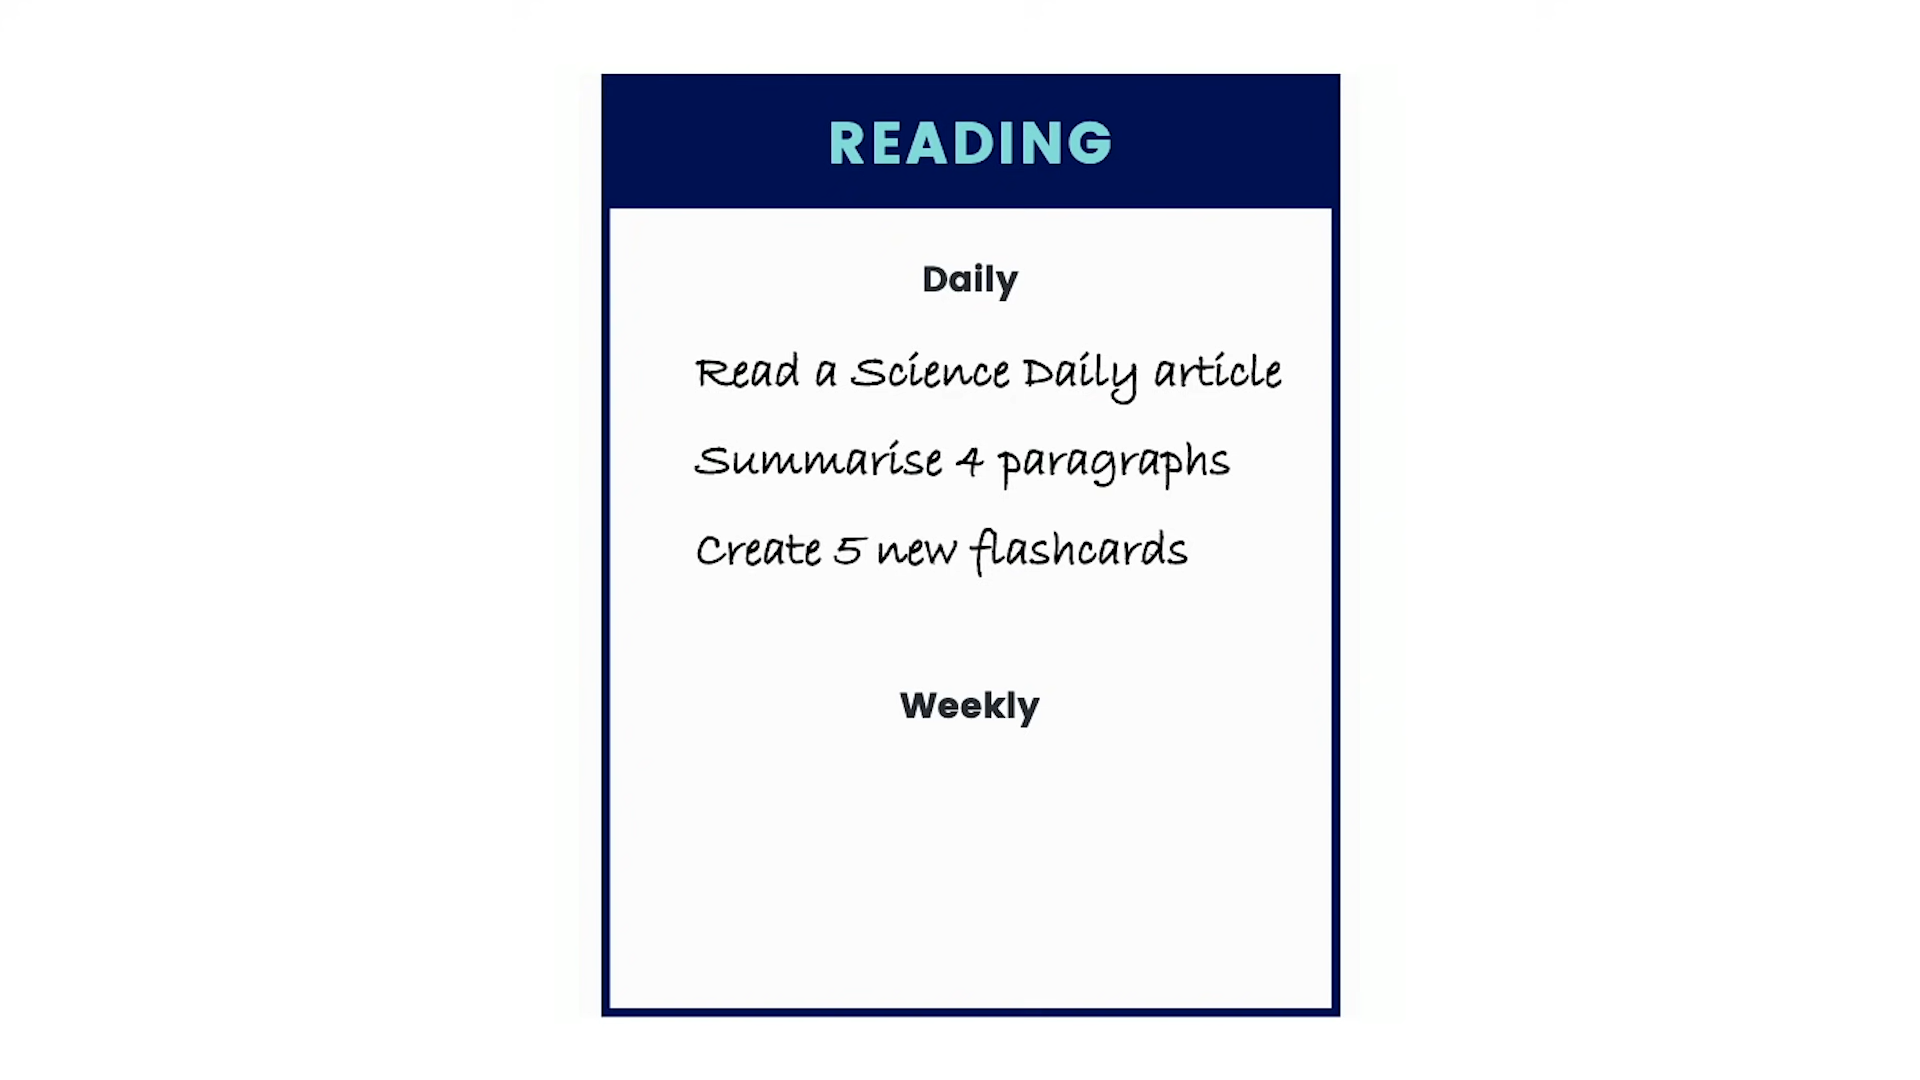 READING
Daily
Read a Science Daily article
Summarise 4 paragraphs
Create 5 new flashcards
Weekly